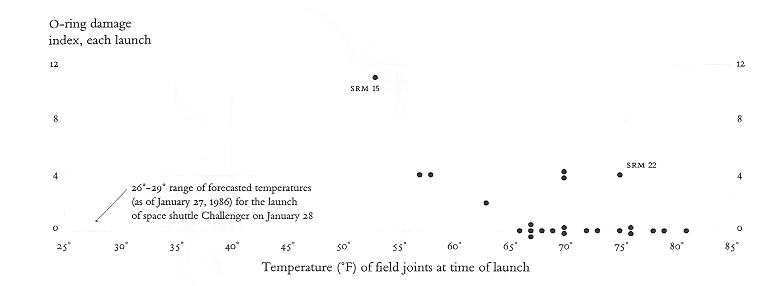 O-ring damage
index, each launch
12 12
SRM 15
8 8
SRM 22
4 4
26°–29° range of forecasted temperatures
(as of January 27, 1986) for the launch
of space shuttle Challenger on January 28
0 0
25° 30° 35° 40° 45° 50° 55° 60° 65° 70° 75° 80° 85°
Temperature (°F) of field joints at time of launch